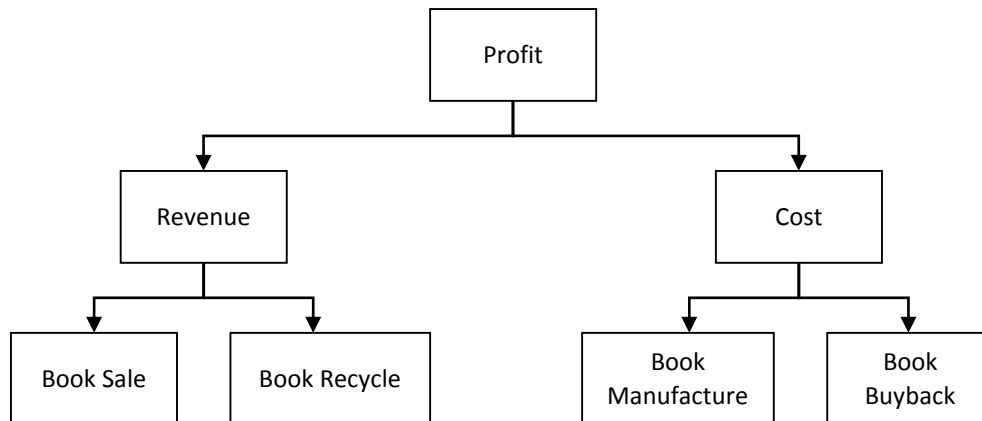 Profit
Revenue
Cost
Book Sale
Book Recycle
Book
Manufacture
Book
Buyback